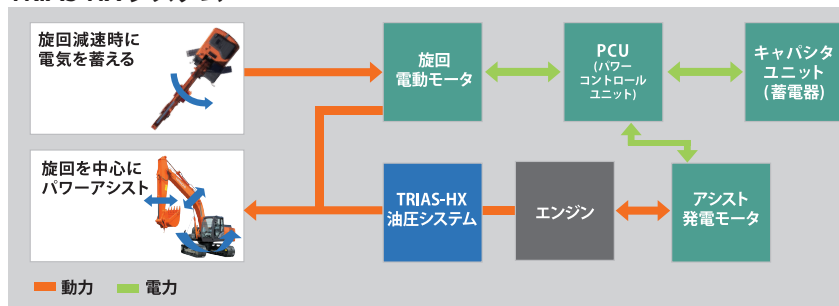 旋回減速時に
電気を蓄える
旋回
電動モータ
PCU
(パワー
コントロール
ユニット)
キャパシタ
ユニット
(蓄電器)
旋回を中心に
パワーアシスト
TRIAS-HX
油圧システム
エンジン
アシスト
発電モータ
動力
電力